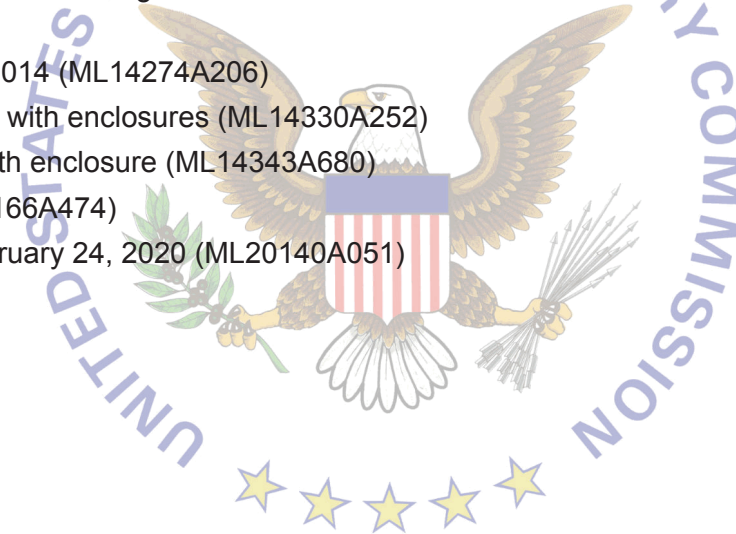 014 (ML14274A206)
with enclosures (ML14330A252)
th enclosure (ML14343A680)
166A474)
ruary 24, 2020 (ML20140A051)
UNITED STATES
Y COMMISSION